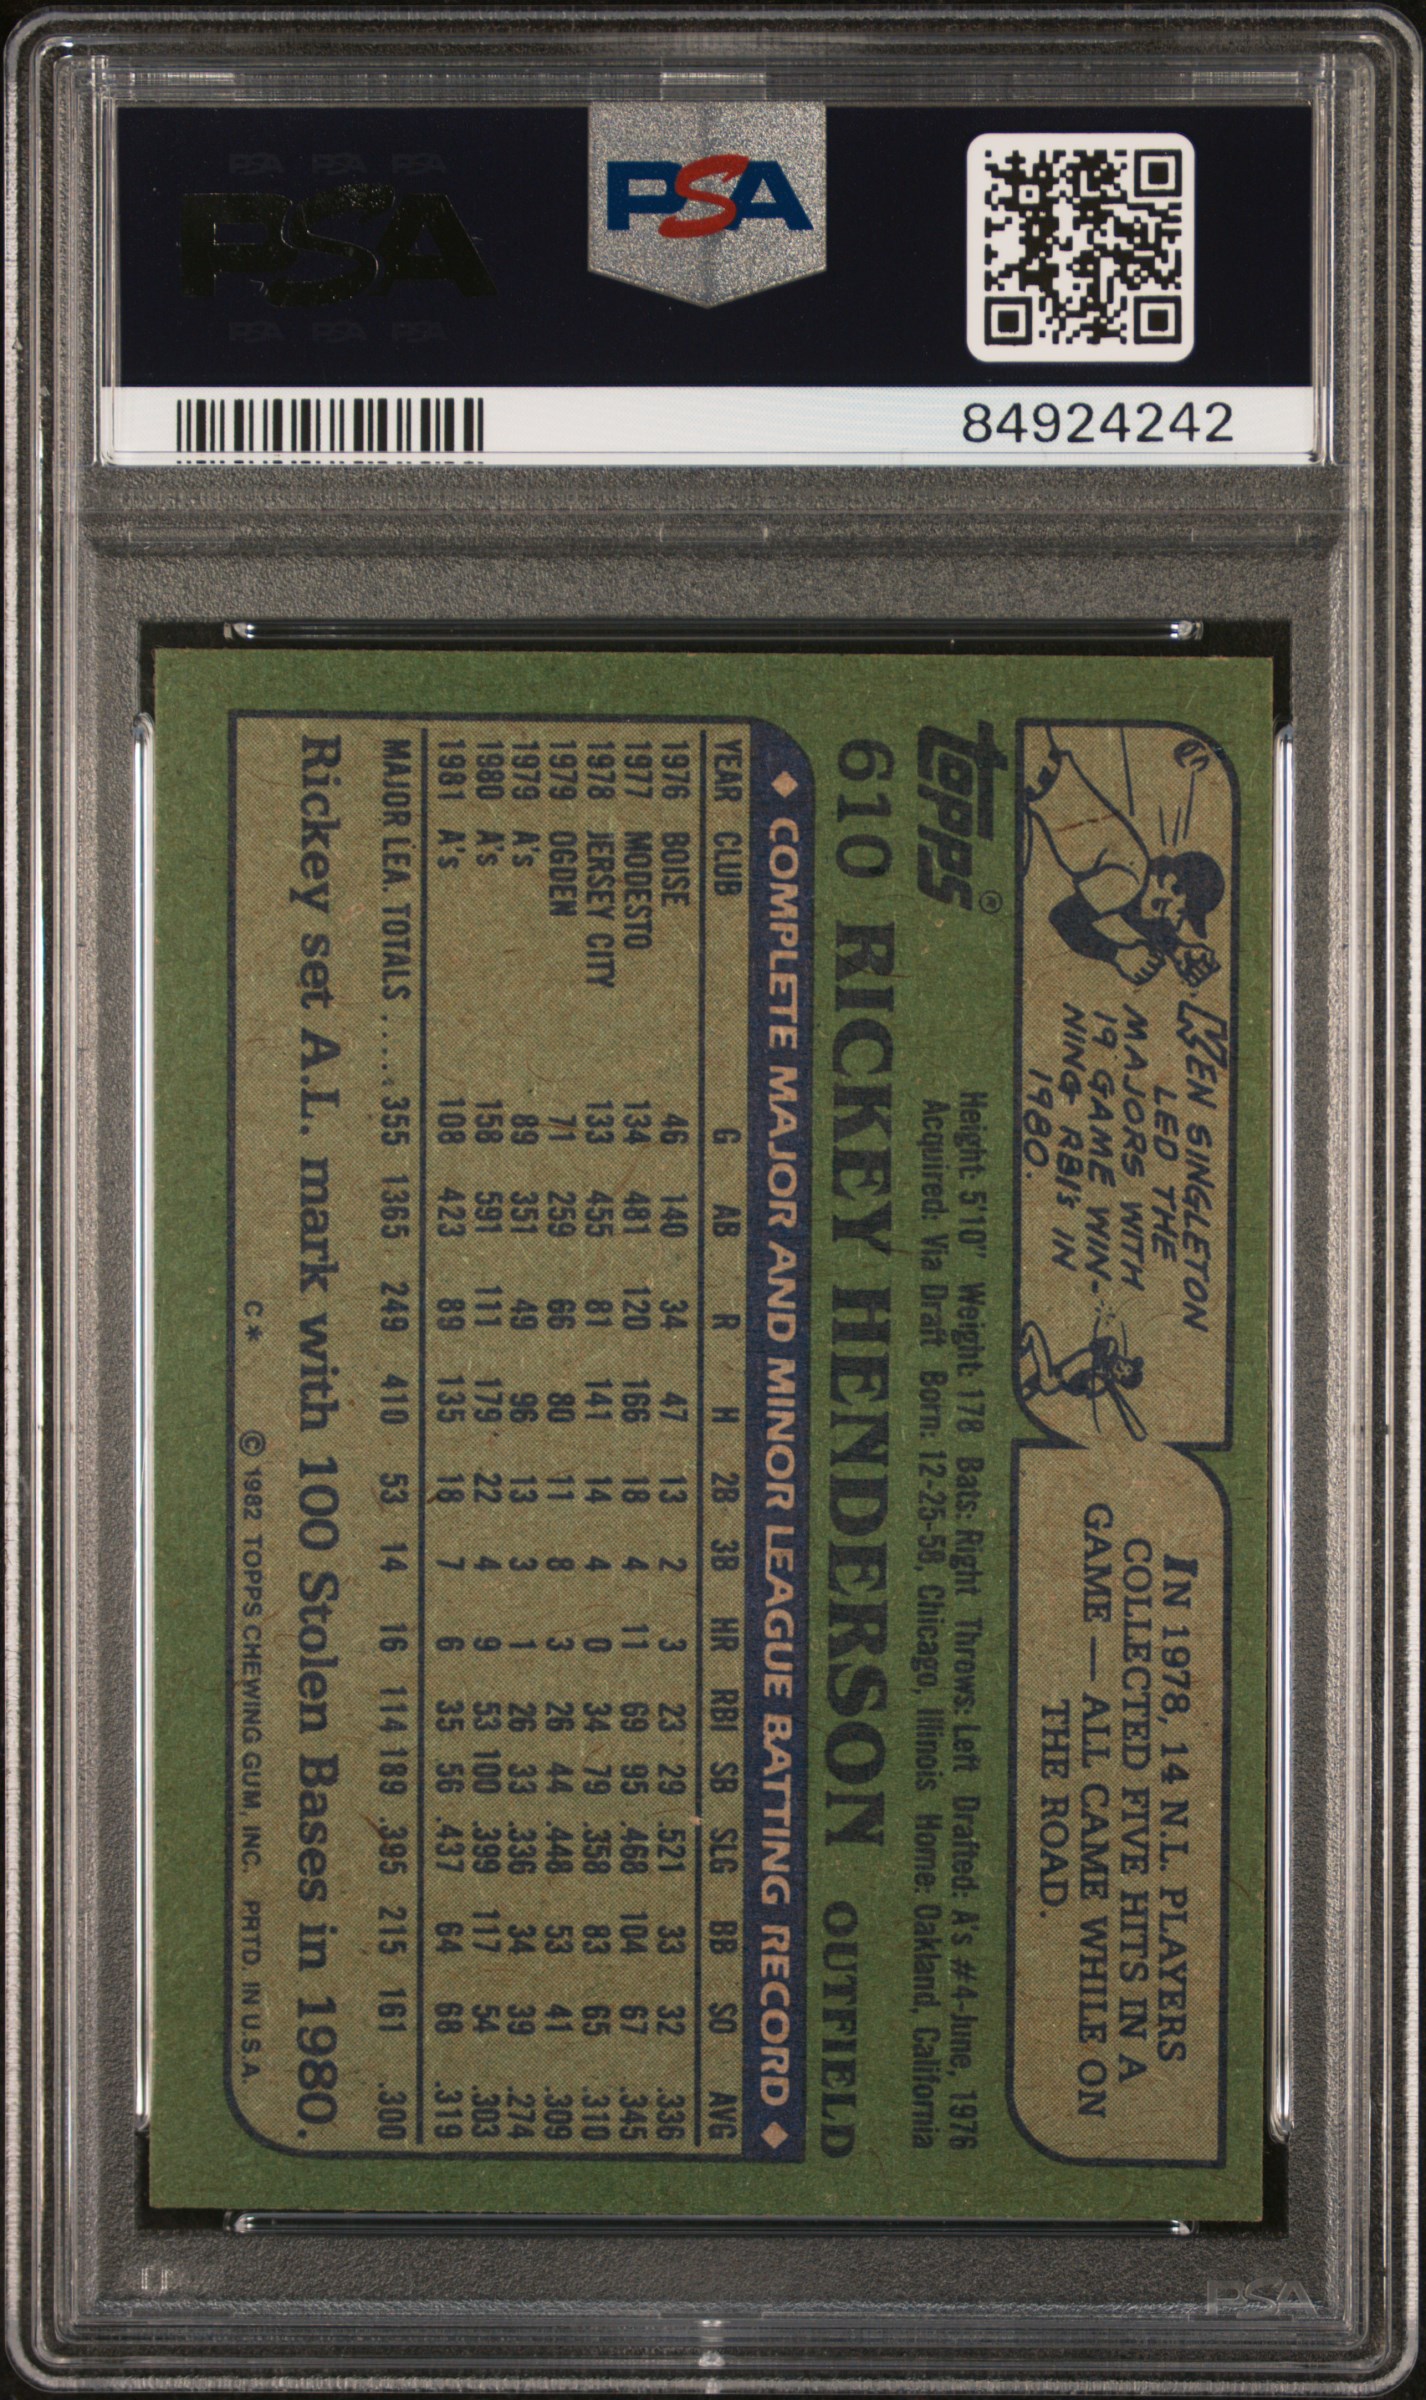 PSA PSA PSA
PSA
PSA PSA PSA
PSA
84924242
KEN SINGLETON
LED THE
MAJORS WITH
19 GAME WIN-
NING RBI's IN
1980.
IN 1978, 14 N.L. PLAYERS
COLLECTED FIVE HITS IN A
GAME — ALL CAME WHILE ON
THE ROAD.
topps®
Height: 5'10" Weight: 178 Bats: Right Throws: Left Drafted: A's #4-June, 1976
Acquired: Via Draft Born: 12-25-58, Chicago, Illinois Home: Oakland, California
610 RICKEY HENDERSON OUTFIELD
◆ COMPLETE MAJOR AND MINOR LEAGUE BATTING RECORD ◆
YEAR CLUB G AB R H 2B 3B HR RBI SB SLG BB SO AVG
1976 BOISE 46 140 34 47 13 2 3 23 29 .521 33 32 .336
1977 MODESTO 134 481 120 166 18 4 11 69 95 .468 104 67 .345
1978 JERSEY CITY 133 455 81 141 14 4 0 34 79 .358 83 65 .310
1979 OGDEN 71 259 66 80 11 8 3 26 44 .448 53 41 .309
1979 A's 89 351 49 96 13 3 1 26 33 .336 34 39 .274
1980 A's 158 591 111 179 22 4 9 53 100 .399 117 54 .303
1981 A's 108 423 89 135 18 7 6 35 56 .437 64 68 .319
MAJOR LEA. TOTALS ..... 355 1365 249 410 53 14 16 114 189 .395 215 161 .300
Rickey set A.L. mark with 100 Stolen Bases in 1980.
C* © 1982 TOPPS CHEWING GUM, INC. PRTD. IN U.S.A.
PSA